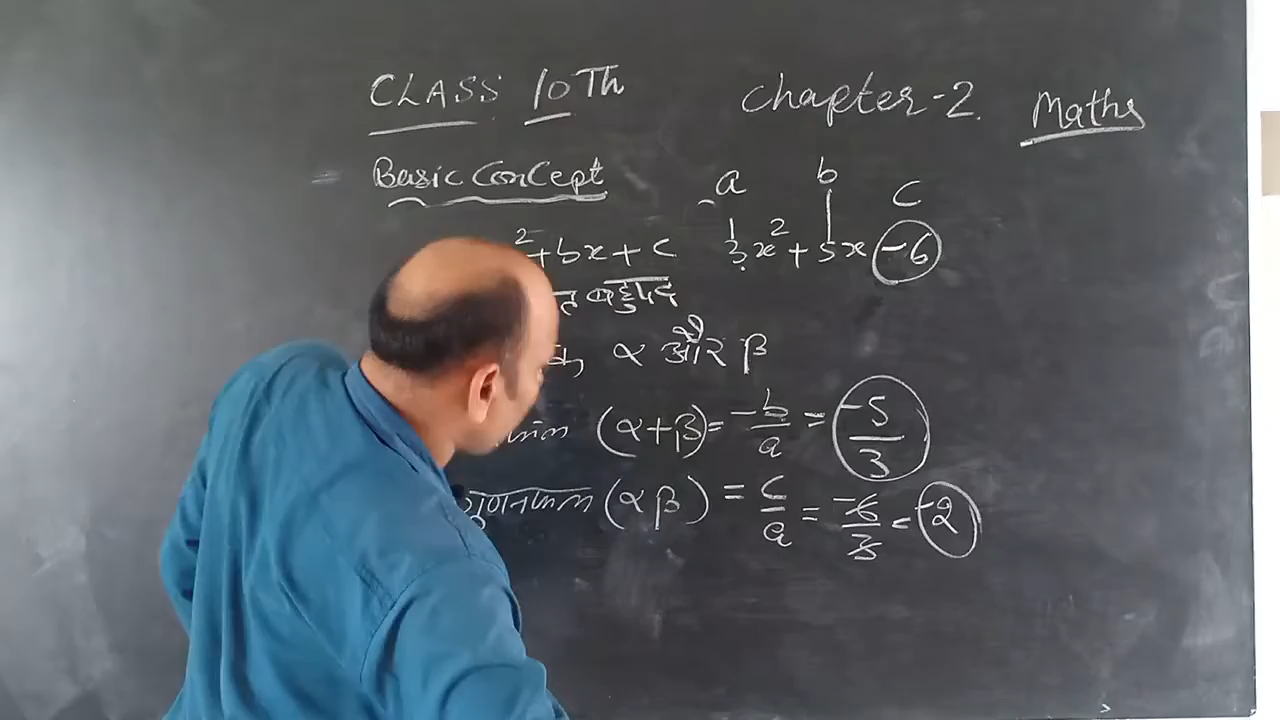 CLASS 10Th Chapter-2. Maths
Basic Concept
a b c
²+bx+c 3x²+5x-6
बहुपद
α और β
(α+β) = -b/a = -5/3
गुणनफल (αβ) = c/a = -6/3 = -2